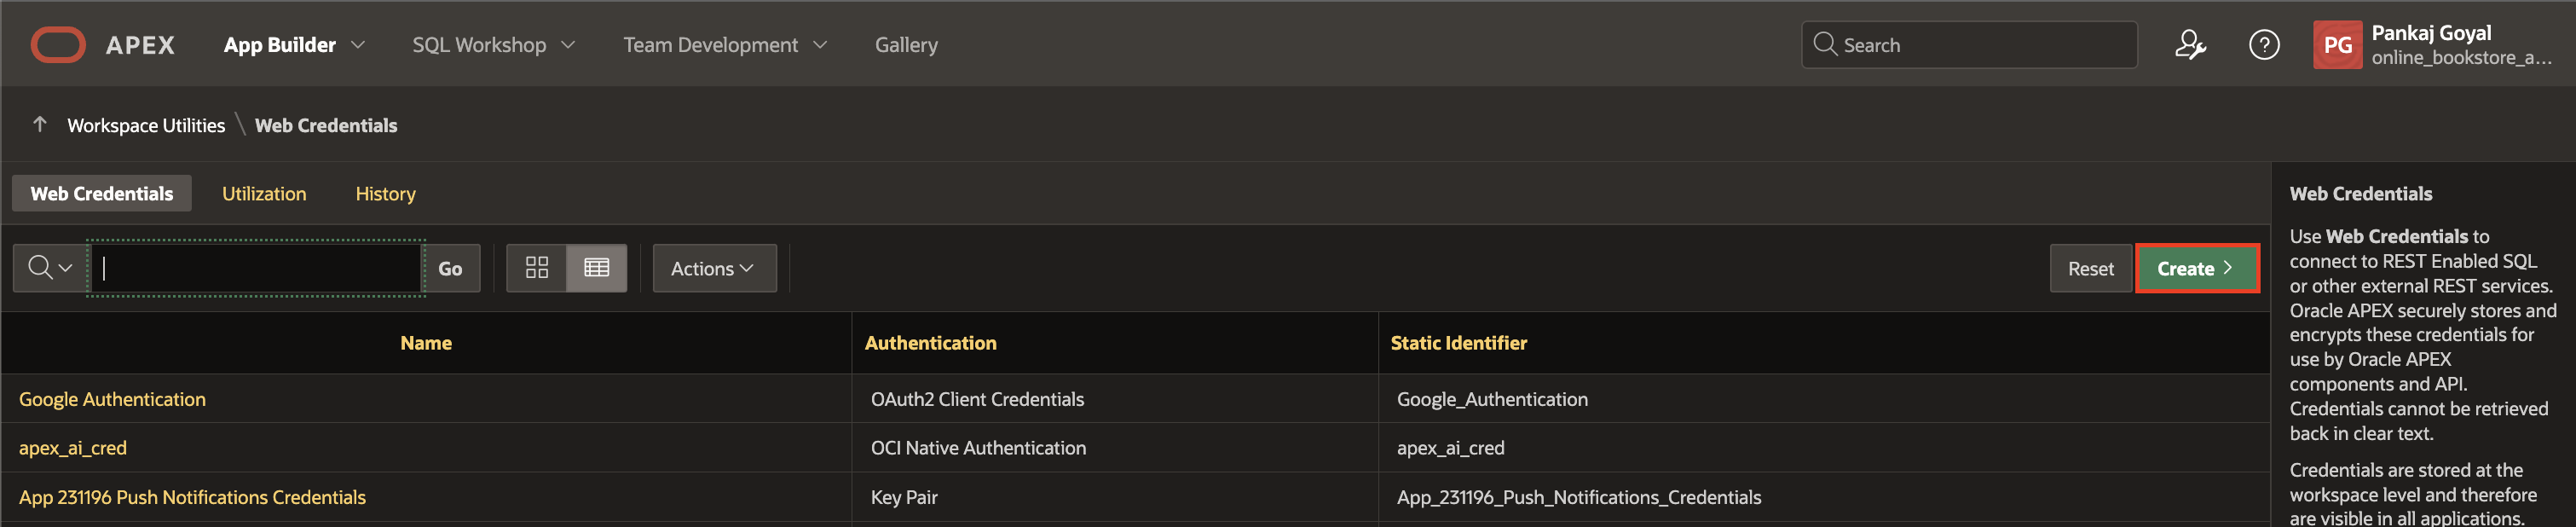 APEX App Builder SQL Workshop Team Development Gallery Search PG Pankaj Goyal
online_bookstore_a...
Workspace Utilities \ Web Credentials
Web Credentials Utilization History
Go Actions Reset Create
Name Authentication Static Identifier
Google Authentication OAuth2 Client Credentials Google_Authentication
apex_ai_cred OCI Native Authentication apex_ai_cred
App 231196 Push Notifications Credentials Key Pair App_231196_Push_Notifications_Credentials
Web Credentials
Use Web Credentials to
connect to REST Enabled SQL
or other external REST services.
Oracle APEX securely stores and
encrypts these credentials for
use by Oracle APEX
components and API.
Credentials cannot be retrieved
back in clear text.
Credentials are stored at the
workspace level and therefore
are visible in all applications.